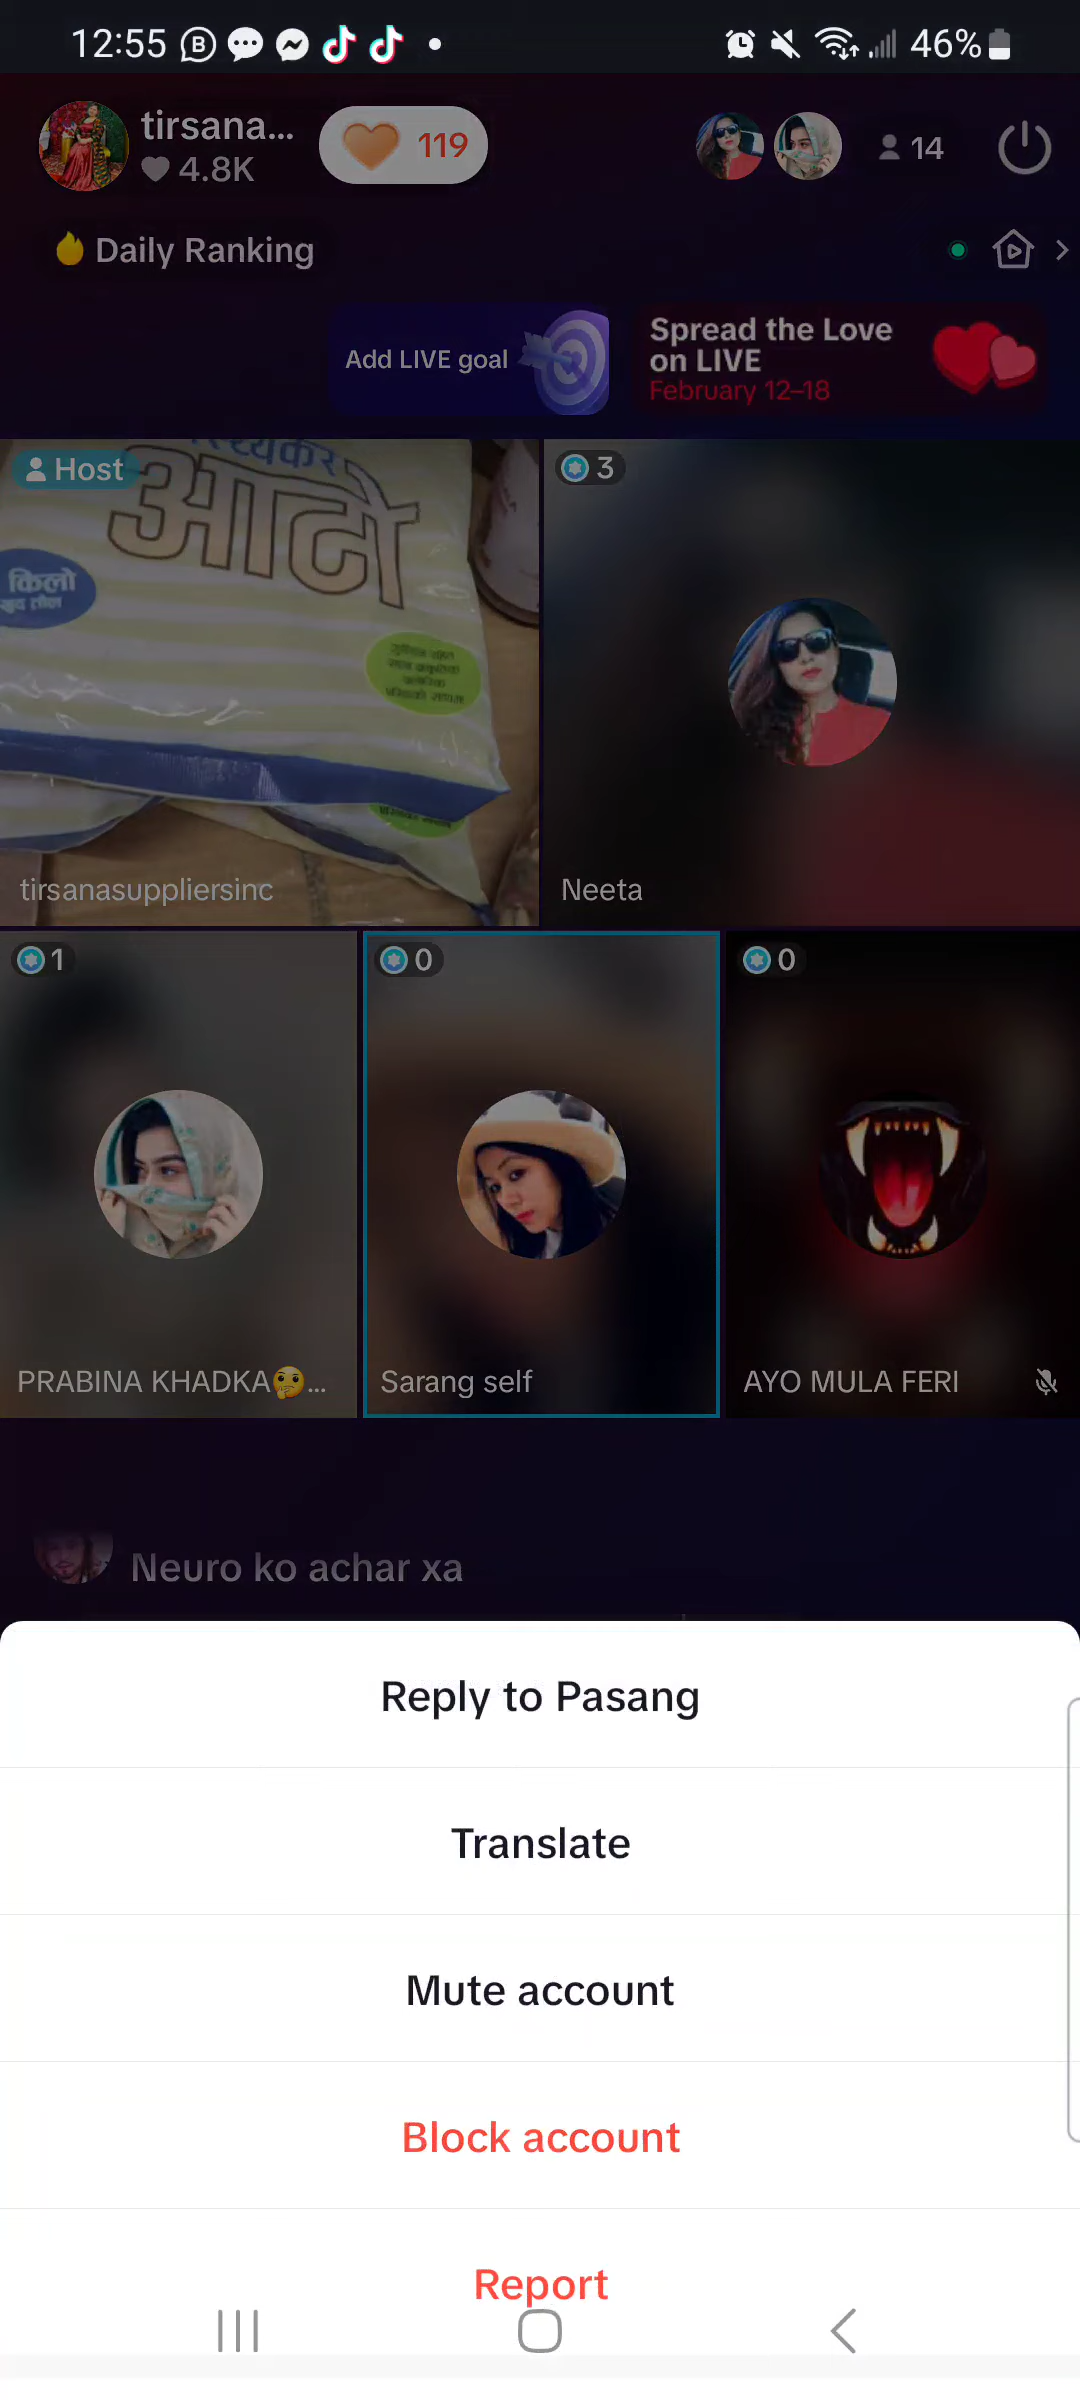 12:55
46%
tirsana...
4.8K
119
14
Daily Ranking
Add LIVE goal
Spread the Love
on LIVE
February 12–18
Host
आटो
किलो
tirsanasuppliersinc
3
Neeta
1
PRABINA KHADKA🤔...
0
Sarang self
0
AYO MULA FERI
Neuro ko achar xa
Reply to Pasang
Translate
Mute account
Block account
Report